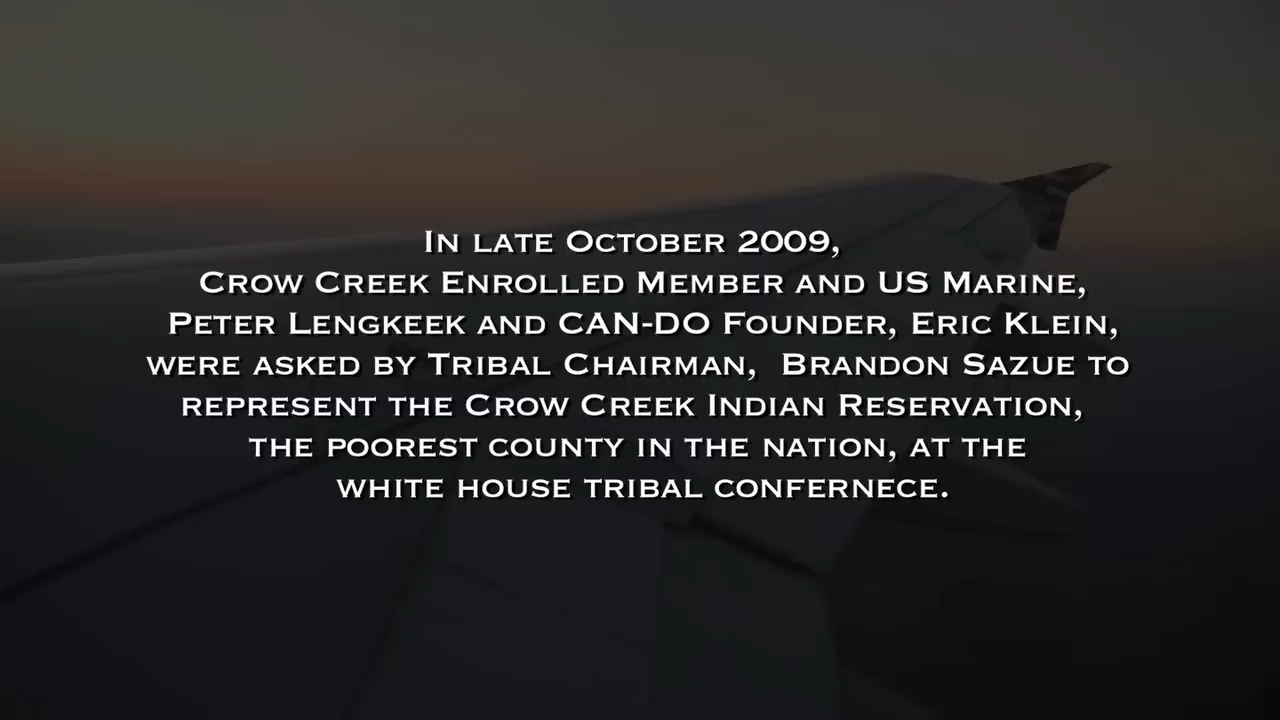 In late October 2009,
Crow Creek Enrolled Member and US Marine,
Peter Lengkeek and CAN-DO Founder, Eric Klein,
were asked by Tribal Chairman, Brandon Sazue to
represent the Crow Creek Indian Reservation,
the poorest county in the nation, at the
white house tribal confernece.